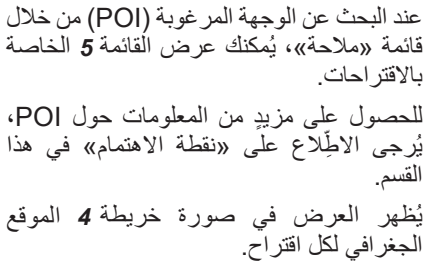 عند البحث عن الوجهة المرغوبة (POI) من خلال
قائمة «ملاحة»، يُمكنك عرض القائمة 5 الخاصة
بالاقتراحات.
للحصول على مزيدٍ من المعلومات حول POI،
يُرجى الاطِّلاع على «نقطة الاهتمام» في هذا
القسم.
يُظهر العرض في صورة خريطة 4 الموقع
الجغرافي لكل اقتراح.